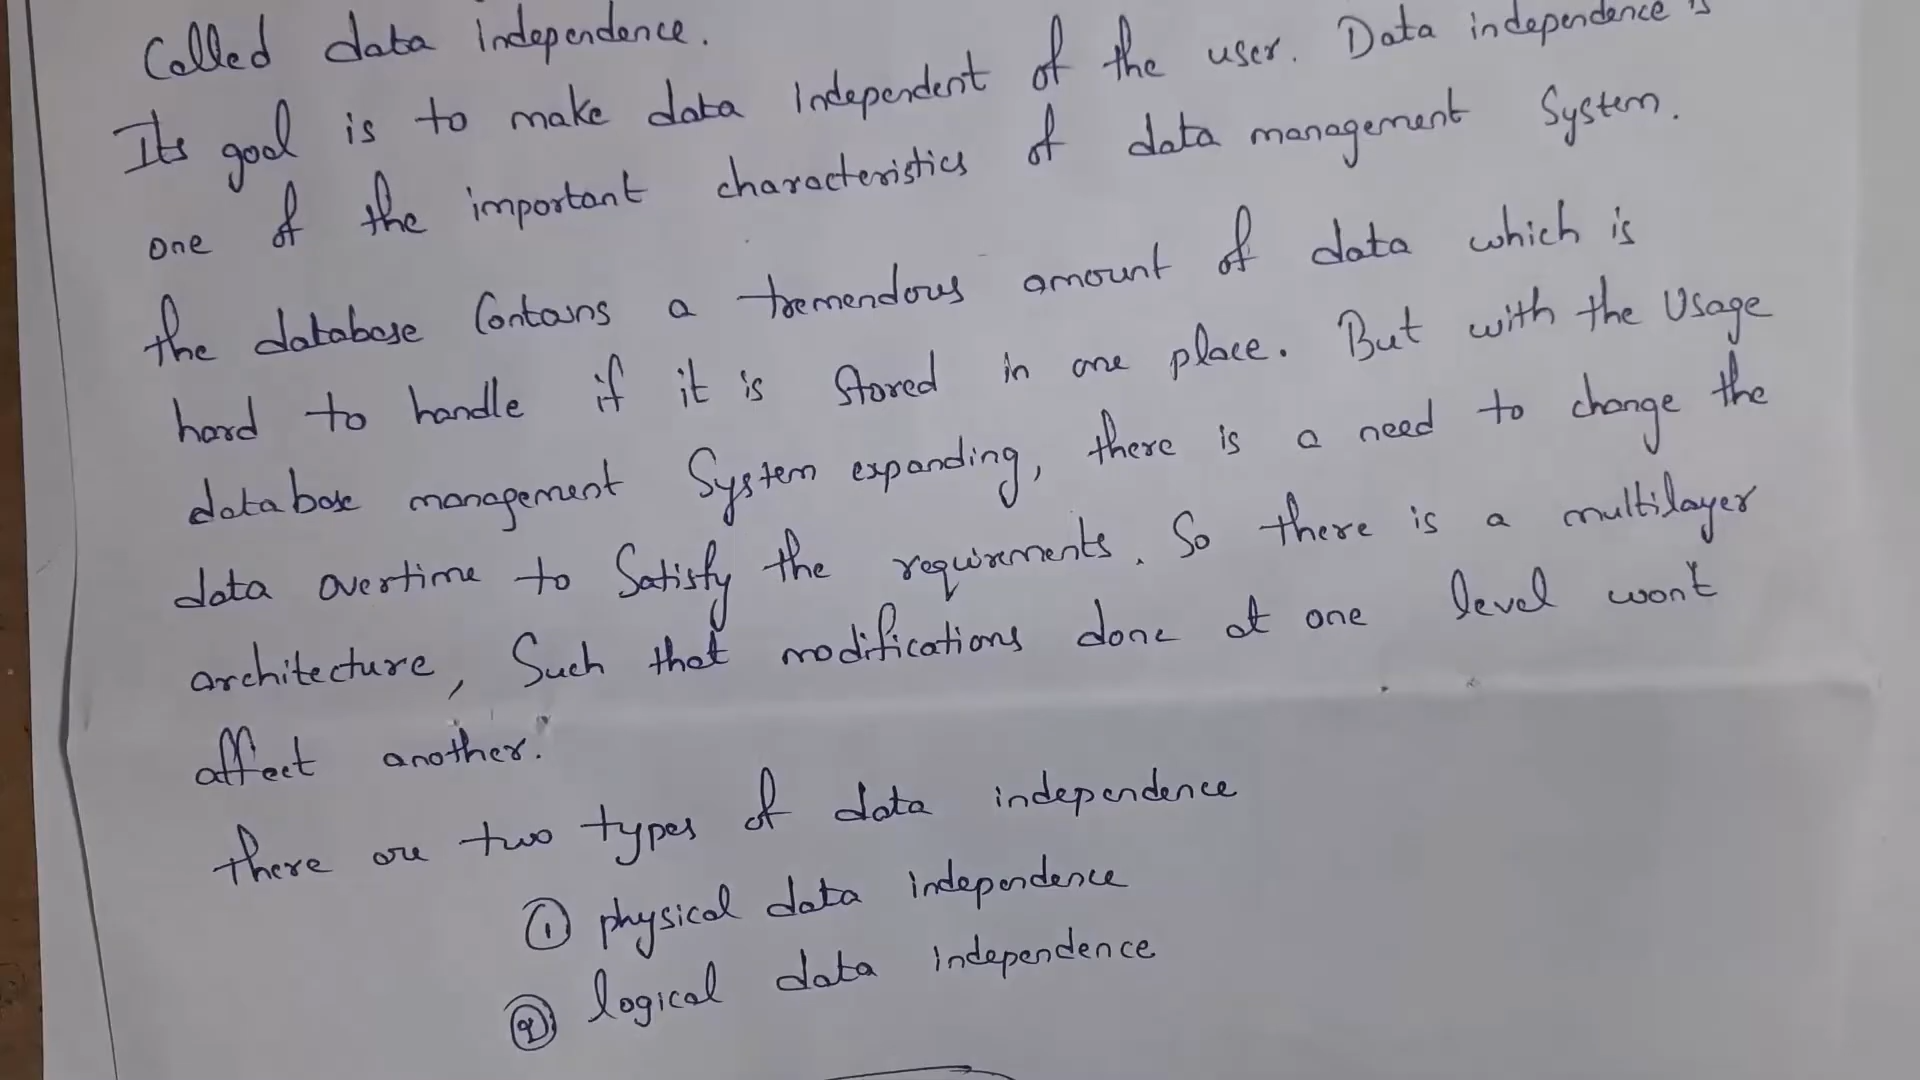 Called data independence.
Its goal is to make data independent of the user. Data independence is
one of the important characteristics of data management System.
the database Contains a tremendous amount of data which is
hard to handle if it is Stored in one place. But with the Usage
database management System expanding, there is a need to change the
data overtime to Satisfy the requirments. So there is a multilayer
architecture, Such that modifications done at one level won't
affect another.
there are two types of data independence
① physical data independence
② logical data independence